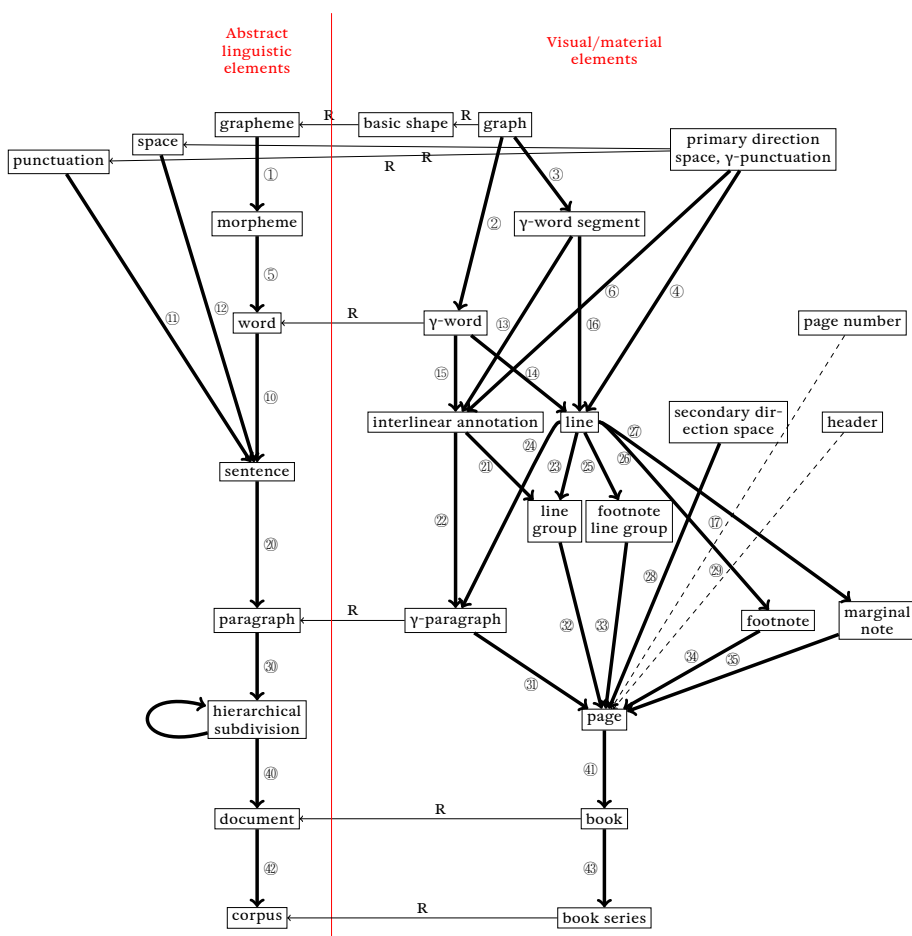 Abstract
linguistic
elements
Visual/material
elements
grapheme
R
basic shape
R
graph
space
punctuation
R
R
primary direction
space, γ-punctuation
①
③
morpheme
②
γ-word segment
⑤
⑥
④
⑪
⑫
word
R
γ-word
⑬
⑯
page number
⑩
⑮
⑭
interlinear annotation
line
secondary dir-
ection space
header
㉗
㉔
㉖
sentence
㉑
㉓
㉕
line
group
footnote
line group
⑰
⑳
㉒
㉘
㉙
paragraph
R
γ-paragraph
㉜
㉝
footnote
marginal
note
㉚
㉛
㉞
㉟
hierarchical
subdivision
page
㊵
㊶
document
R
book
㊷
㊸
corpus
R
book series